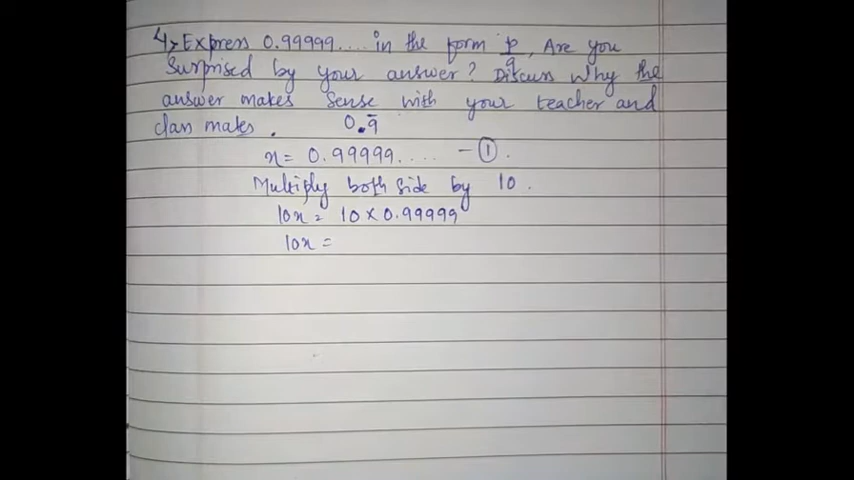 4> Express 0.99999.... in the form p/q, Are you
Surprised by your answer? Discuss why the
answer makes sense with your teacher and
class mates. 0.9̅
x = 0.99999.... - ①.
Multiply both side by 10.
10x = 10 × 0.99999
10x =